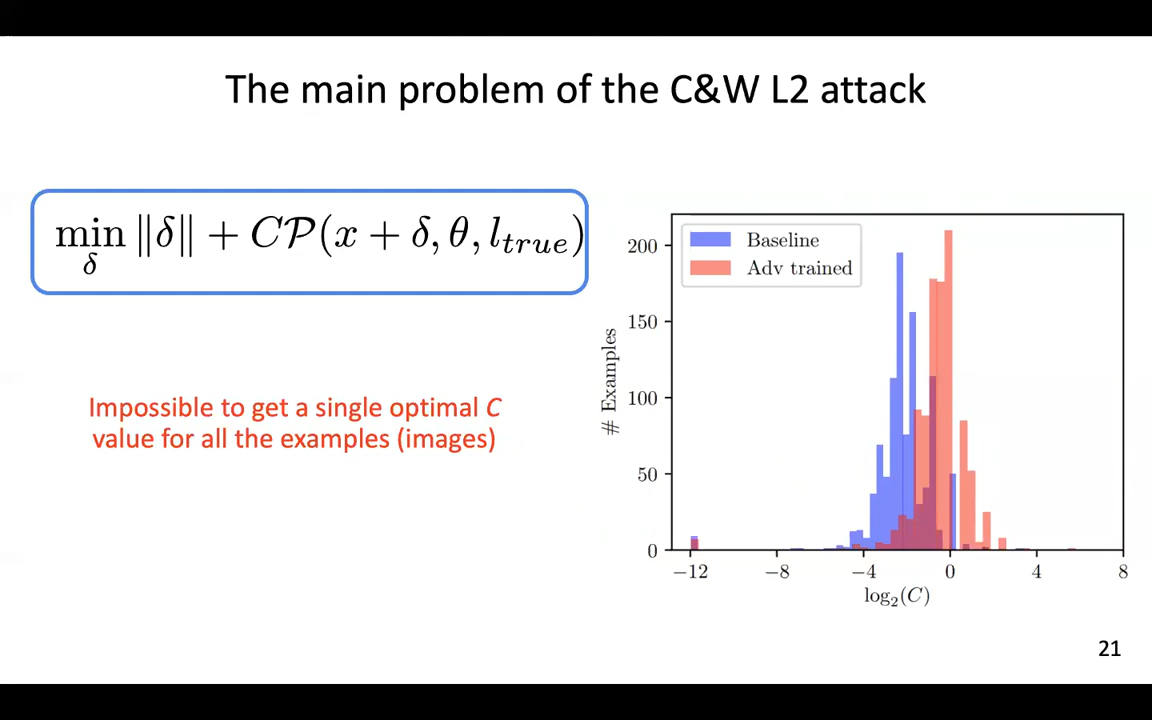 The main problem of the C&W L2 attack
min ‖δ‖ + CP(x + δ, θ, l_true)
δ
Impossible to get a single optimal C
value for all the examples (images)
Baseline
Adv trained
# Examples
200
150
100
50
0
−12 −8 −4 0 4 8
log₂(C)
21